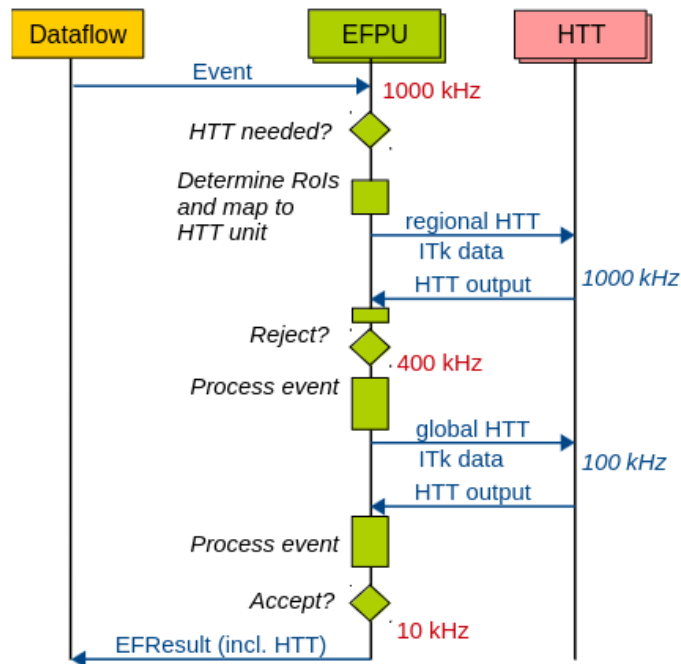 Dataflow
EFPU
HTT
Event
1000 kHz
HTT needed?
Determine RoIs
and map to
HTT unit
regional HTT
ITk data
HTT output
1000 kHz
Reject?
400 kHz
Process event
global HTT
ITk data
100 kHz
HTT output
Process event
Accept?
10 kHz
EFResult (incl. HTT)